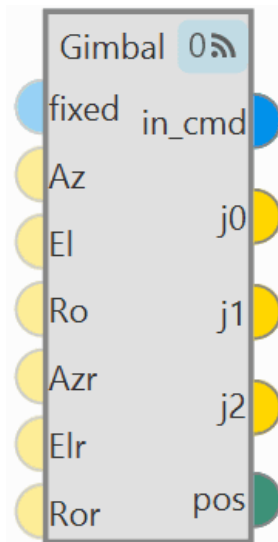 Gimbal 0
fixed
in_cmd
Az
j0
El
Ro
j1
Azr
j2
Elr
pos
Ror